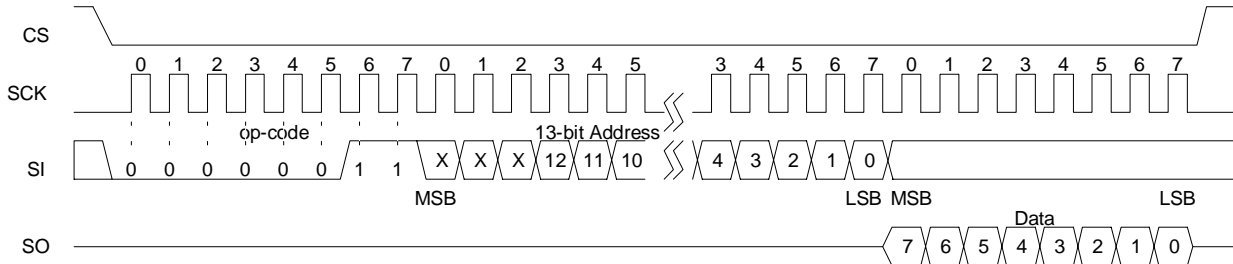 CS
0 1 2 3 4 5 6 7 0 1 2 3 4 5 3 4 5 6 7 0 1 2 3 4 5 6 7
SCK
op-code 13-bit Address
SI 0 0 0 0 0 0 1 1 X X X 12 11 10 4 3 2 1 0
MSB LSB MSB LSB
Data
SO 7 6 5 4 3 2 1 0